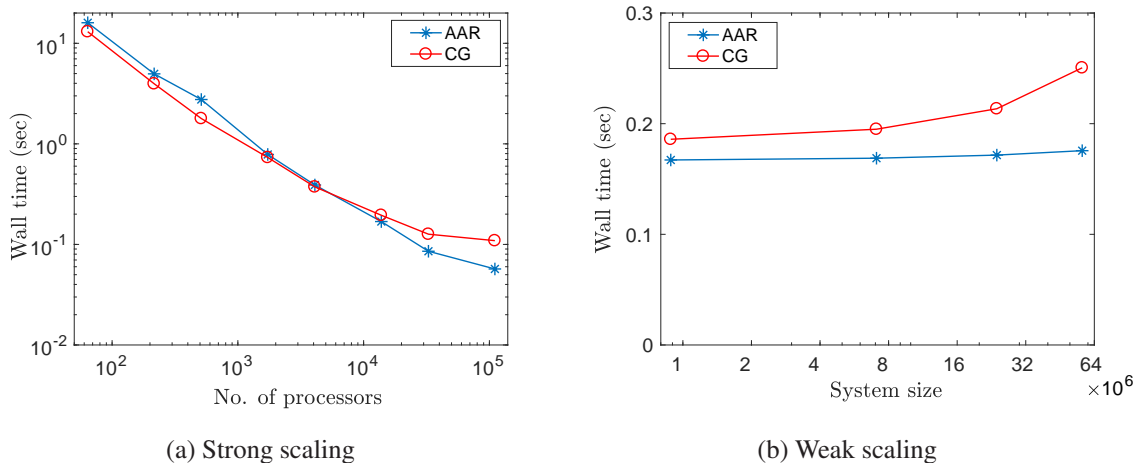 AAR
CG
10^1
10^0
10^-1
10^-2
Wall time (sec)
10^2
10^3
10^4
10^5
No. of processors
(a) Strong scaling
AAR
CG
0.3
0.2
0.1
0
Wall time (sec)
1 2 4 8 16 32 64
System size
×10^6
(b) Weak scaling